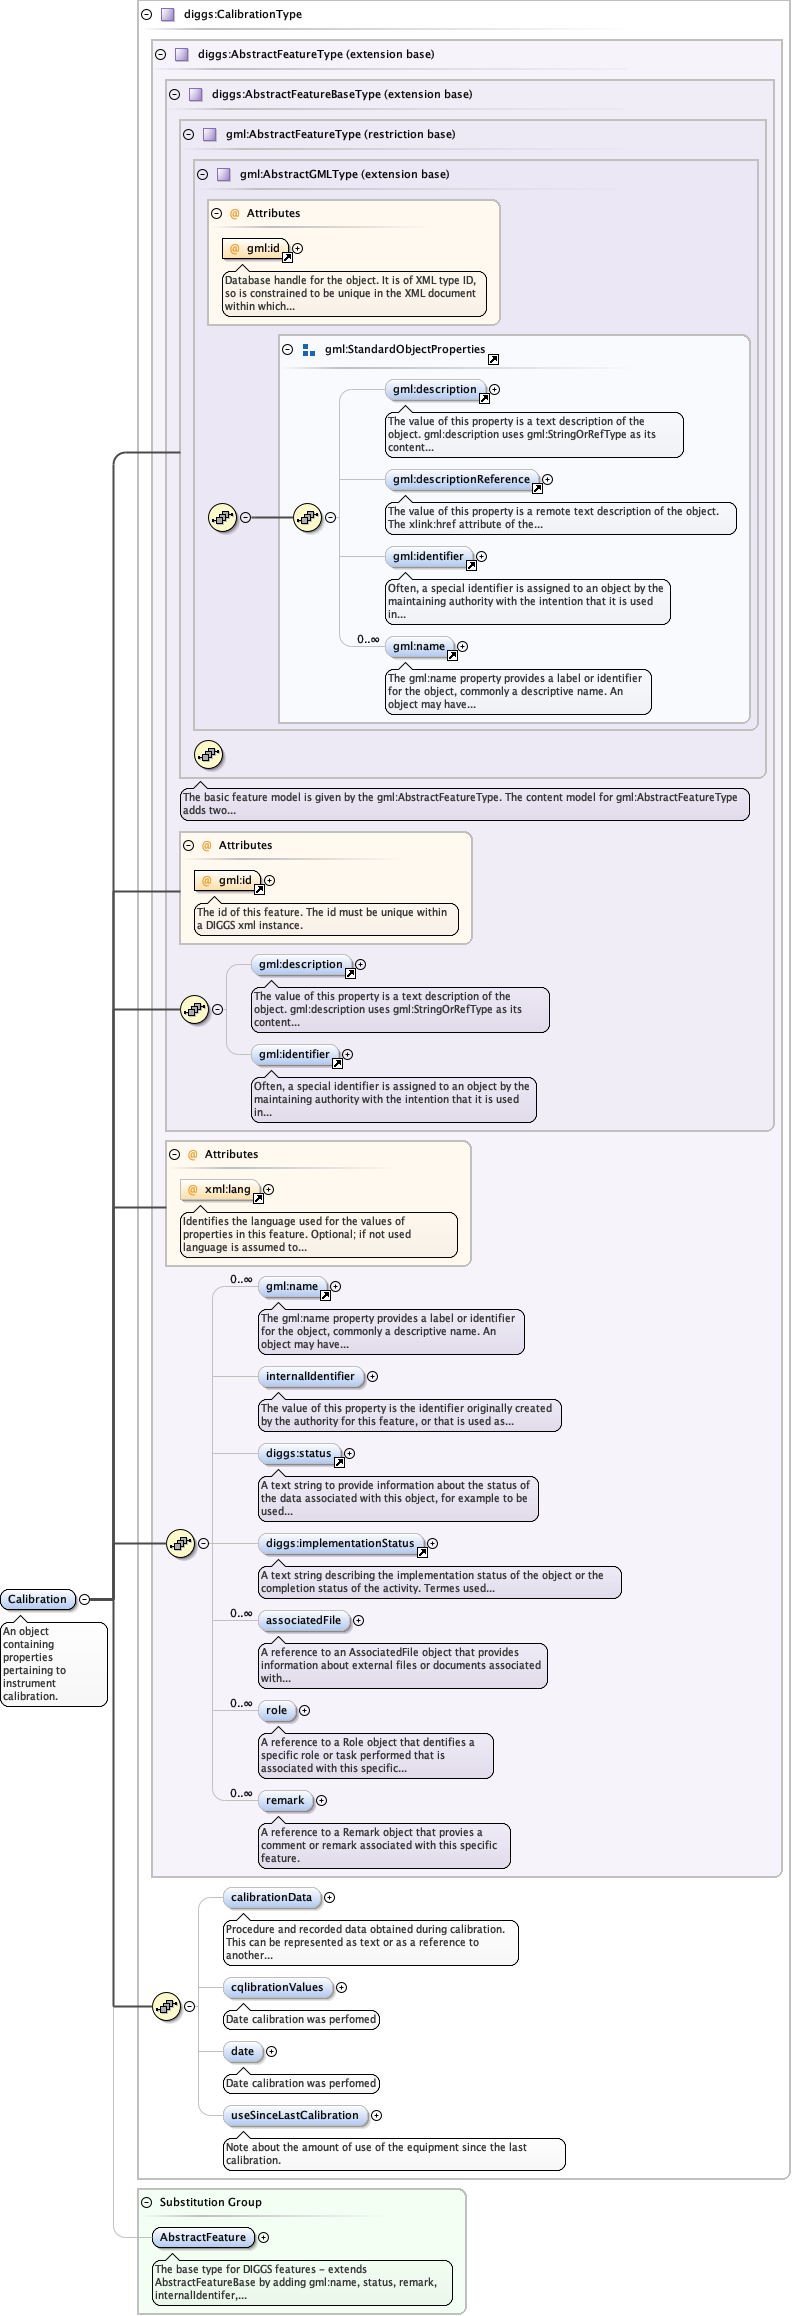 diggs:CalibrationType
diggs:AbstractFeatureType (extension base)
diggs:AbstractFeatureBaseType (extension base)
gml:AbstractFeatureType (restriction base)
gml:AbstractGMLType (extension base)
@ Attributes
@ gml:id
Database handle for the object. It is of XML type ID,
so is constrained to be unique in the XML document
within which...
gml:StandardObjectProperties
gml:description
The value of this property is a text description of the
object. gml:description uses gml:StringOrRefType as its
content...
gml:descriptionReference
The value of this property is a remote text description of the object.
The xlink:href attribute of the...
gml:identifier
Often, a special identifier is assigned to an object by the
maintaining authority with the intention that it is used
in...
0..∞
gml:name
The gml:name property provides a label or identifier
for the object, commonly a descriptive name. An
object may have...
The basic feature model is given by the gml:AbstractFeatureType. The content model for gml:AbstractFeatureType
adds two...
@ Attributes
@ gml:id
The id of this feature. The id must be unique within
a DIGGS xml instance.
gml:description
The value of this property is a text description of the
object. gml:description uses gml:StringOrRefType as its
content...
gml:identifier
Often, a special identifier is assigned to an object by the
maintaining authority with the intention that it is used
in...
@ Attributes
@ xml:lang
Identifies the language used for the values of
properties in this feature. Optional; if not used
language is assumed to...
0..∞
gml:name
The gml:name property provides a label or identifier
for the object, commonly a descriptive name. An
object may have...
internalIdentifier
The value of this property is the identifier originally created
by the authority for this feature, or that is used as...
diggs:status
A text string to provide information about the status of
the data associated with this object, for example to be
used...
diggs:implementationStatus
A text string describing the implementation status of the object or the
completion status of the activity. Termes used...
Calibration
An object
containing
properties
pertaining to
instrument
calibration.
0..∞
associatedFile
A reference to an AssociatedFile object that provides
information about external files or documents associated
with...
0..∞
role
A reference to a Role object that dentifies a
specific role or task performed that is
associated with this specific...
0..∞
remark
A reference to a Remark object that provies a
comment or remark associated with this specific
feature.
calibrationData
Procedure and recorded data obtained during calibration.
This can be represented as text or as a reference to
another...
cqlibrationValues
Date calibration was perfomed
date
Date calibration was perfomed
useSinceLastCalibration
Note about the amount of use of the equipment since the last
calibration.
Substitution Group
AbstractFeature
The base type for DIGGS features - extends
AbstractFeatureBase by adding gml:name, status, remark,
internalIdentifer,...